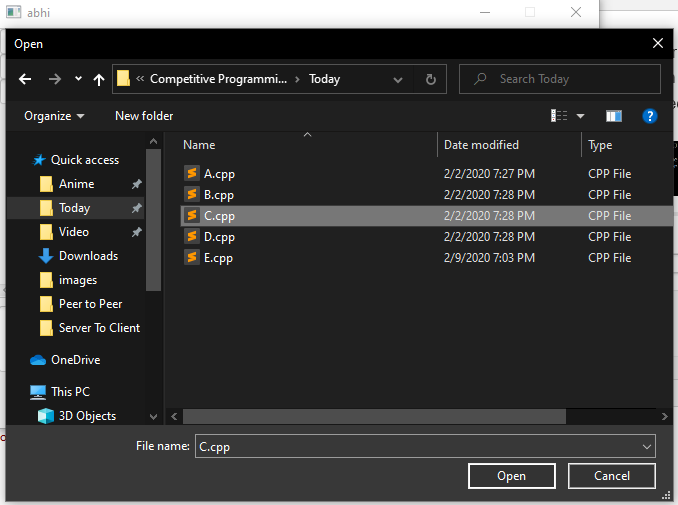 abhi
Open
« Competitive Programmi... > Today
Search Today
Organize
New folder
Name Date modified Type
Quick access
Anime
Today
Video
Downloads
images
Peer to Peer
Server To Client
OneDrive
This PC
3D Objects
A.cpp 2/2/2020 7:27 PM CPP File
B.cpp 2/2/2020 7:28 PM CPP File
C.cpp 2/2/2020 7:28 PM CPP File
D.cpp 2/2/2020 7:28 PM CPP File
E.cpp 2/9/2020 7:03 PM CPP File
File name: C.cpp
Open Cancel